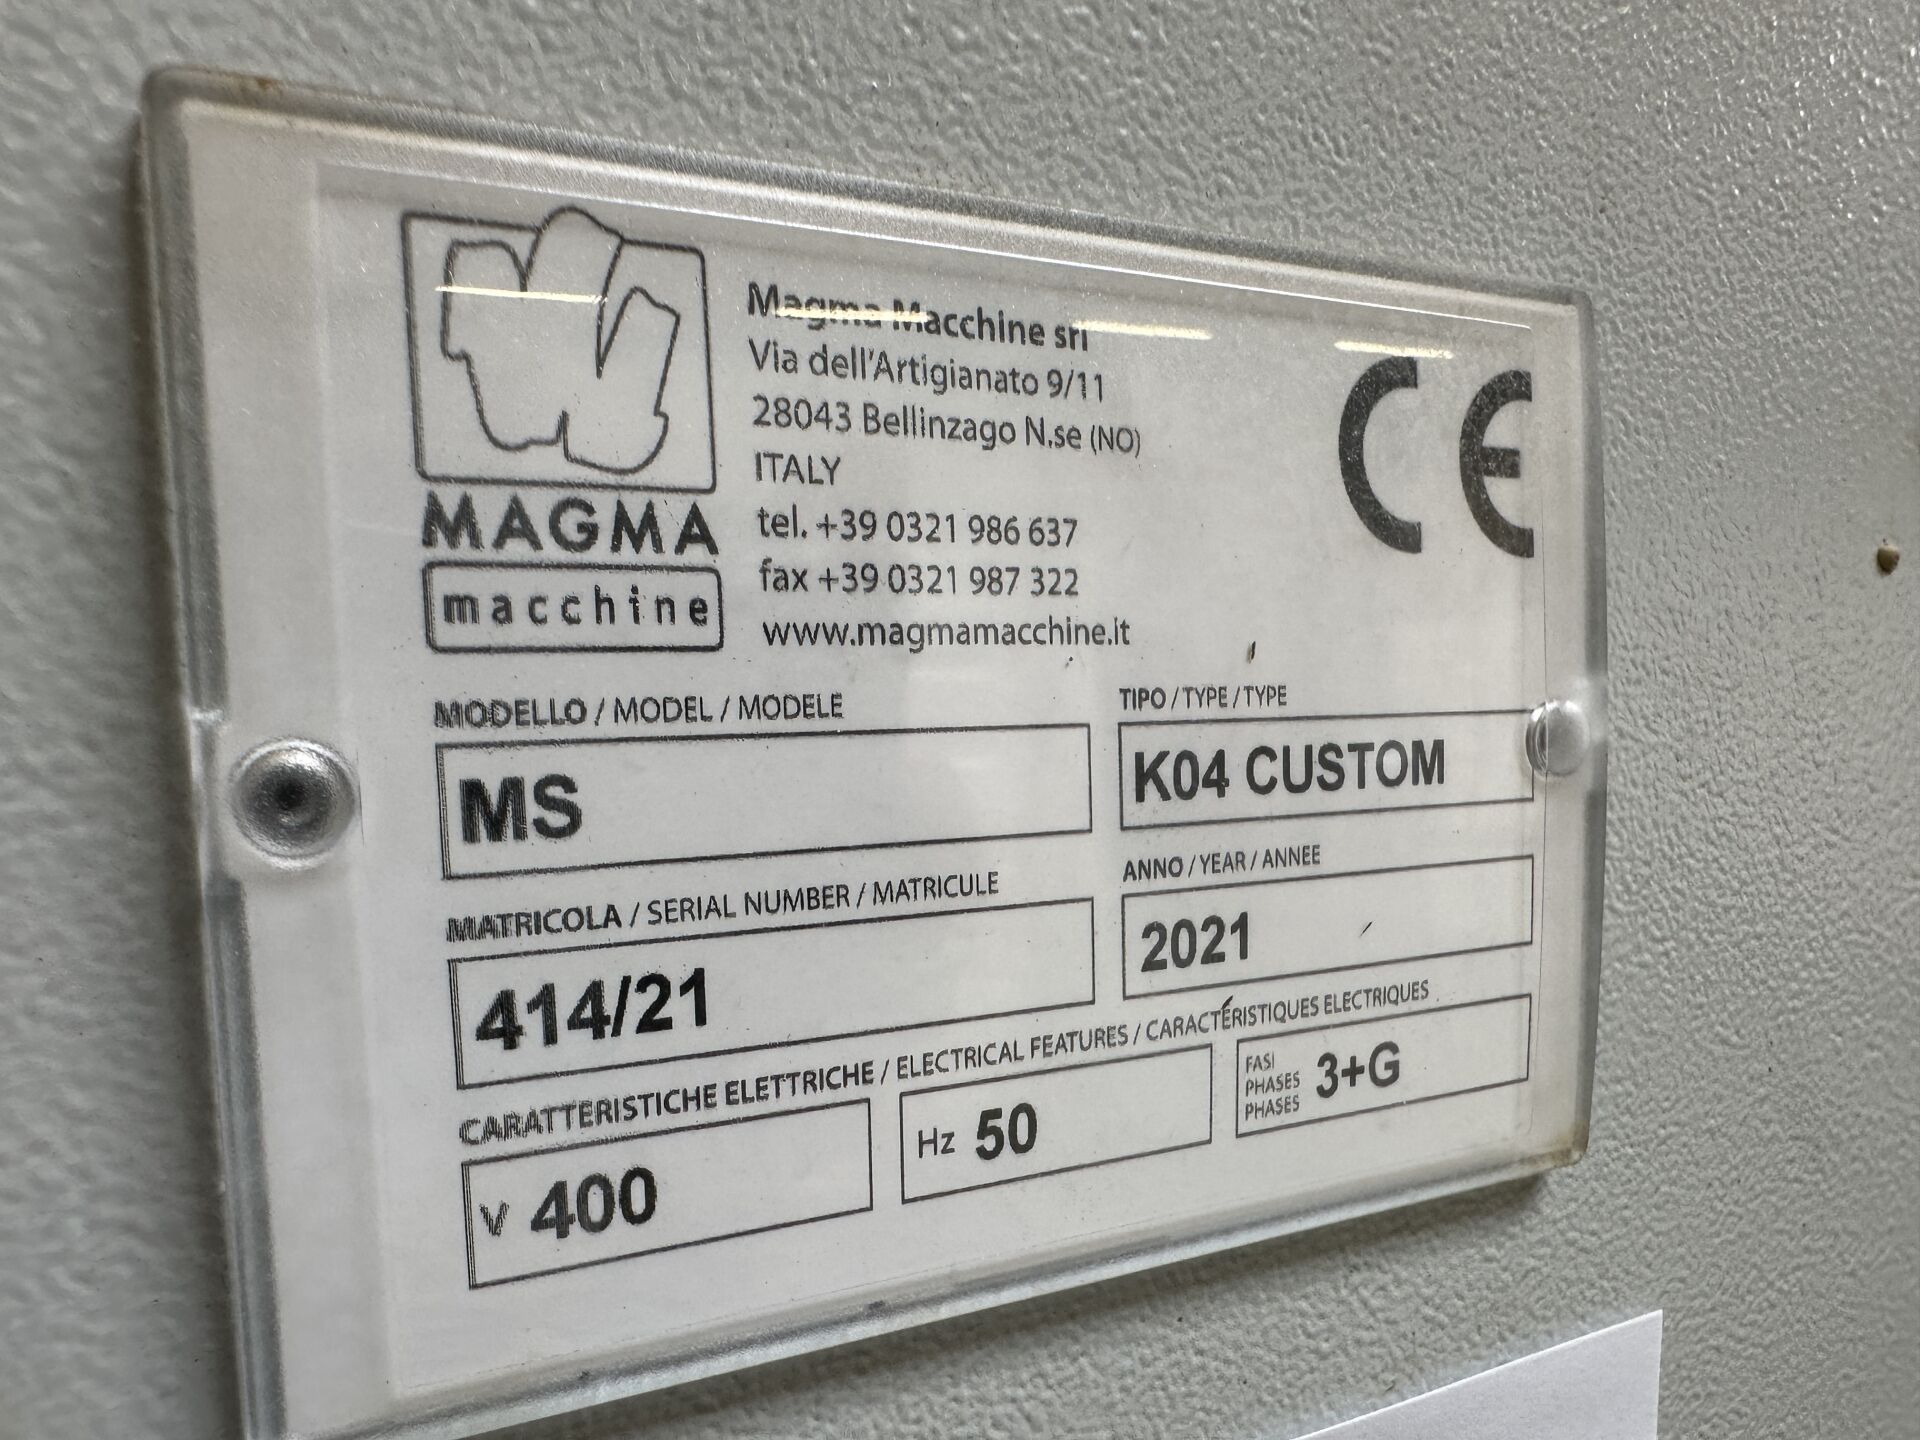 Magma Macchine srl
Via dell'Artigianato 9/11
28043 Bellinzago N.se (NO)
ITALY
tel. +39 0321 986 637
fax +39 0321 987 322
www.magmamacchine.it
MAGMA
macchine
CE
MODELLO / MODEL / MODELE
MS
TIPO / TYPE / TYPE
K04 CUSTOM
MATRICOLA / SERIAL NUMBER / MATRICULE
414/21
ANNO / YEAR / ANNEE
2021
CARATTERISTICHE ELETTRICHE / ELECTRICAL FEATURES / CARACTERISTIQUES ELECTRIQUES
V 400
Hz 50
FASI
PHASES
PHASES
3+G